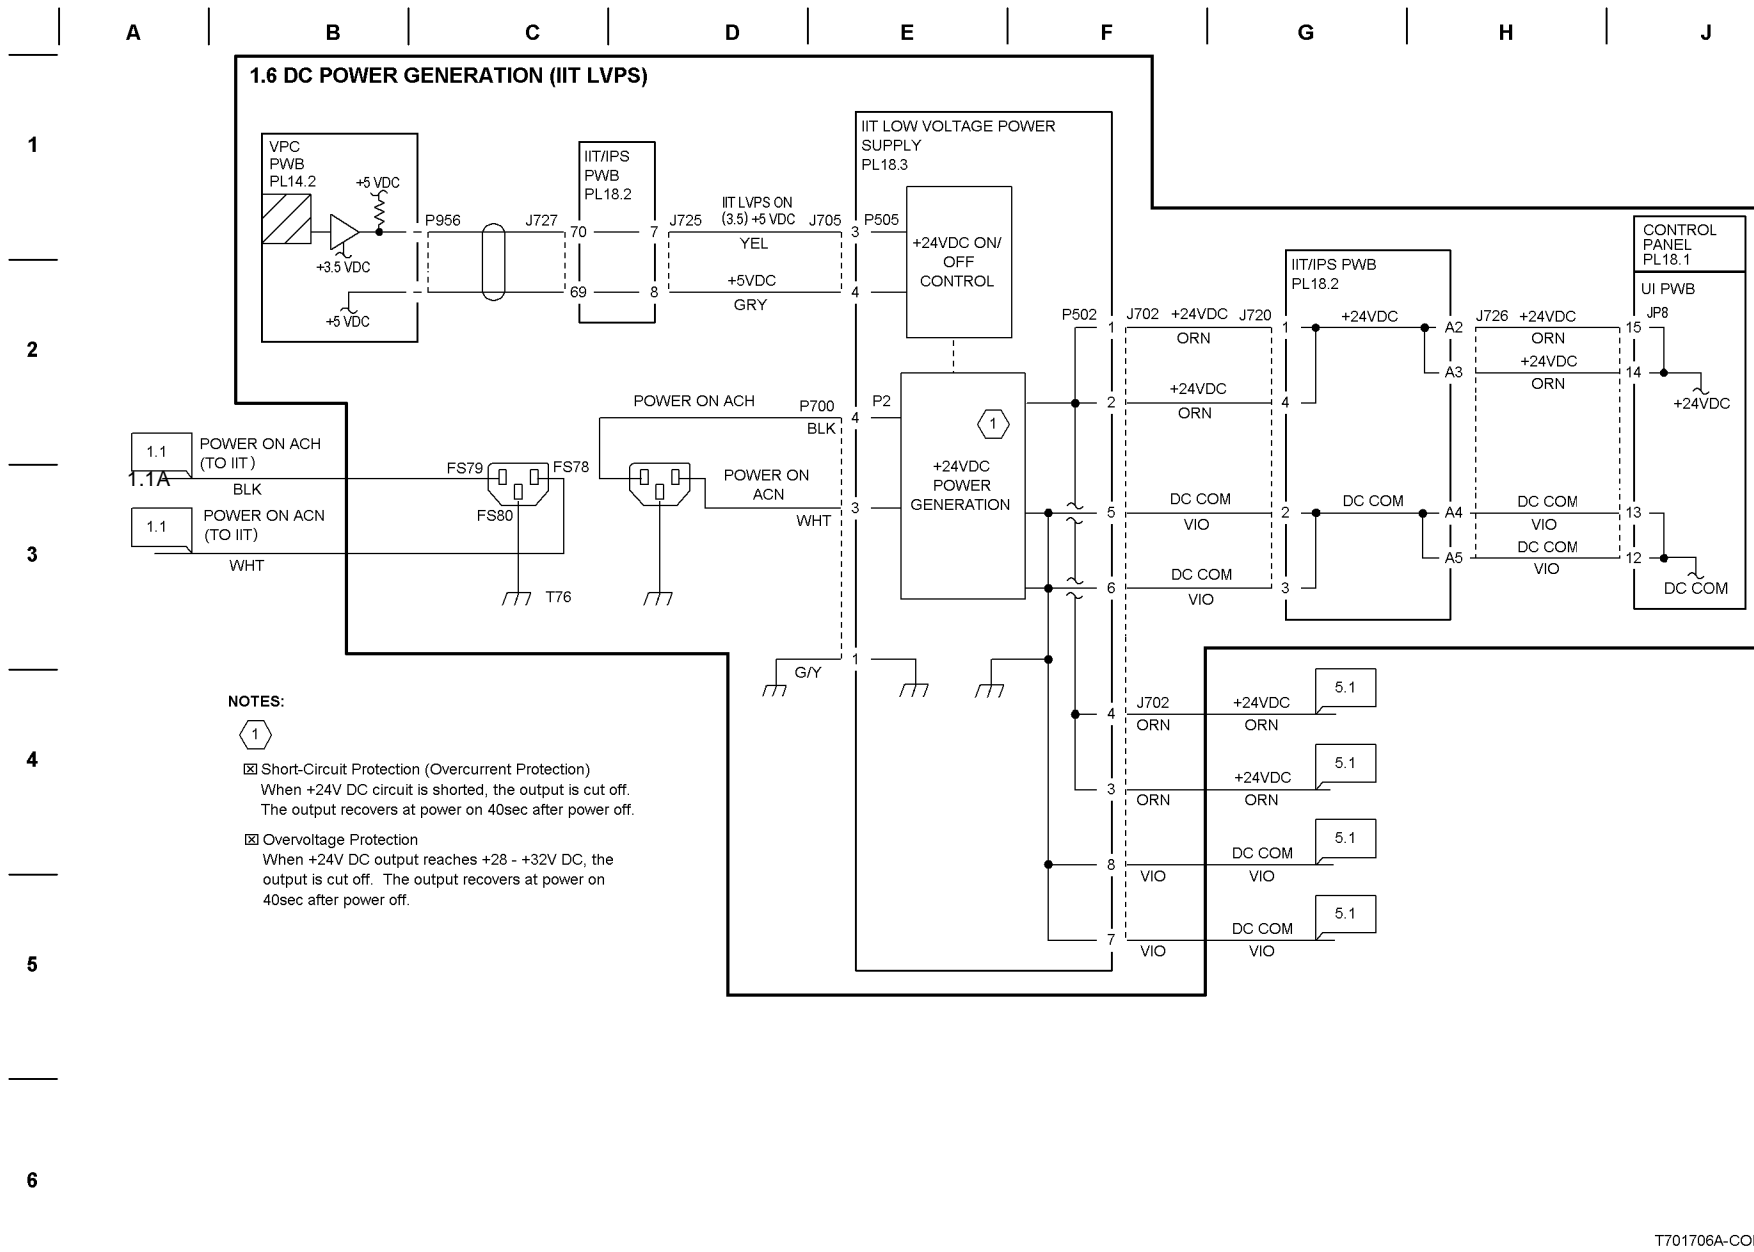 A B C D E F G H J
1.6 DC POWER GENERATION (IIT LVPS)
1
2
3
4
5
6
VPC
PWB
PL14.2
+5 VDC
+3.5 VDC
+5 VDC
P956
J727
70
69
IIT/IPS
PWB
PL18.2
7
8
J725
IIT LVPS ON
(3.5) +5 VDC
YEL
+5VDC
GRY
J705
3
4
P505
IIT LOW VOLTAGE POWER
SUPPLY
PL18.3
+24VDC ON/
OFF
CONTROL
1.1
POWER ON ACH
(TO IIT)
1.1A
BLK
1.1
POWER ON ACN
(TO IIT)
WHT
FS79
FS78
FS80
T76
POWER ON ACH
P700
BLK
4
P2
POWER ON
ACN
WHT
3
1
+24VDC
POWER
GENERATION
G/Y
1
P502
1
2
5
6
4
3
8
7
J702
+24VDC
ORN
+24VDC
ORN
DC COM
VIO
DC COM
VIO
J720
1
4
2
3
IIT/IPS PWB
PL18.2
+24VDC
DC COM
A2
A3
A4
A5
J726
+24VDC
ORN
+24VDC
ORN
DC COM
VIO
DC COM
VIO
15
14
13
12
CONTROL
PANEL
PL18.1
UI PWB
JP8
+24VDC
DC COM
J702
ORN
+24VDC
ORN
5.1
ORN
+24VDC
ORN
5.1
VIO
DC COM
VIO
5.1
VIO
DC COM
VIO
5.1
NOTES:
1
Short-Circuit Protection (Overcurrent Protection)
When +24V DC circuit is shorted, the output is cut off.
The output recovers at power on 40sec after power off.
Overvoltage Protection
When +24V DC output reaches +28 - +32V DC, the
output is cut off. The output recovers at power on
40sec after power off.
T701706A-COP